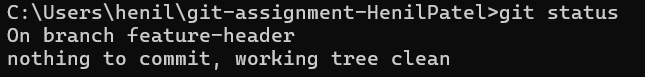 C:\Users\henil\git-assignment-HenilPatel>git status
On branch feature-header
nothing to commit, working tree clean